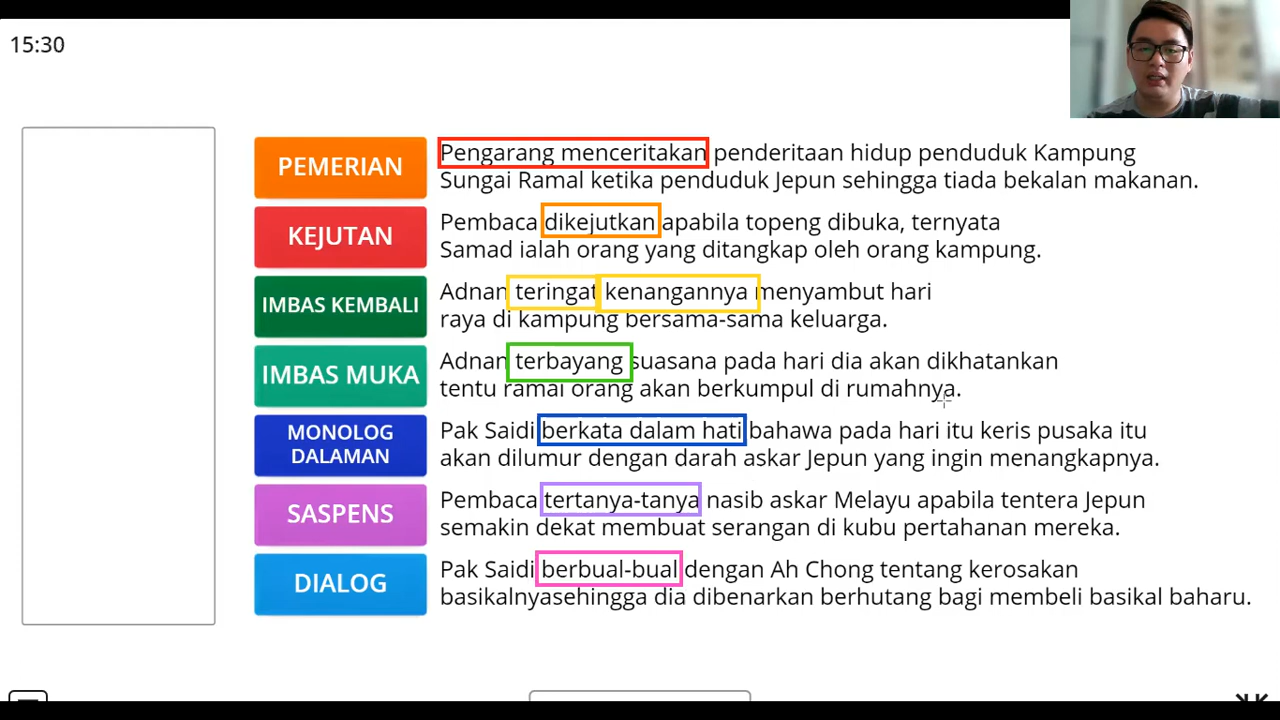 15:30
PEMERIAN
Pengarang menceritakan penderitaan hidup penduduk Kampung
Sungai Ramal ketika penduduk Jepun sehingga tiada bekalan makanan.
KEJUTAN
Pembaca dikejutkan apabila topeng dibuka, ternyata
Samad ialah orang yang ditangkap oleh orang kampung.
IMBAS KEMBALI
Adnan teringat kenangannya menyambut hari
raya di kampung bersama-sama keluarga.
IMBAS MUKA
Adnan terbayang suasana pada hari dia akan dikhatankan
tentu ramai orang akan berkumpul di rumahnya.
MONOLOG
DALAMAN
Pak Saidi berkata dalam hati bahawa pada hari itu keris pusaka itu
akan dilumur dengan darah askar Jepun yang ingin menangkapnya.
SASPENS
Pembaca tertanya-tanya nasib askar Melayu apabila tentera Jepun
semakin dekat membuat serangan di kubu pertahanan mereka.
DIALOG
Pak Saidi berbual-bual dengan Ah Chong tentang kerosakan
basikalnyasehingga dia dibenarkan berhutang bagi membeli basikal baharu.